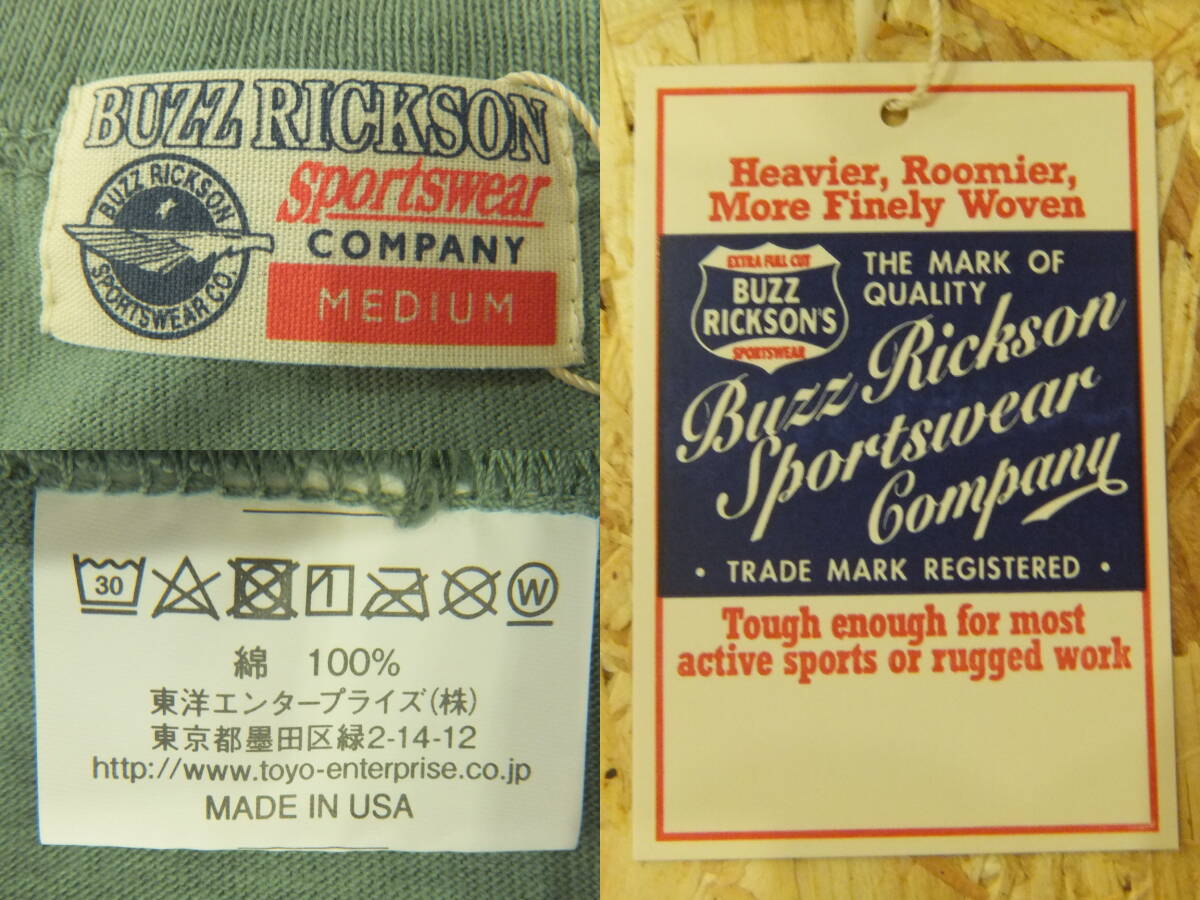 BUZZ RICKSON
BUZZ RICKSON
SPORTSWEAR.CO.
Sportswear
COMPANY
MEDIUM
30
W
綿 100%
東洋エンタープライズ(株)
東京都墨田区緑2-14-12
http://www.toyo-enterprise.co.jp
MADE IN USA
Heavier, Roomier,
More Finely Woven
EXTRA FULL CUT
BUZZ
RICKSON'S
SPORTSWEAR
THE MARK OF
QUALITY
Buzz Rickson
Sportswear
Company
• TRADE MARK REGISTERED •
Tough enough for most
active sports or rugged work